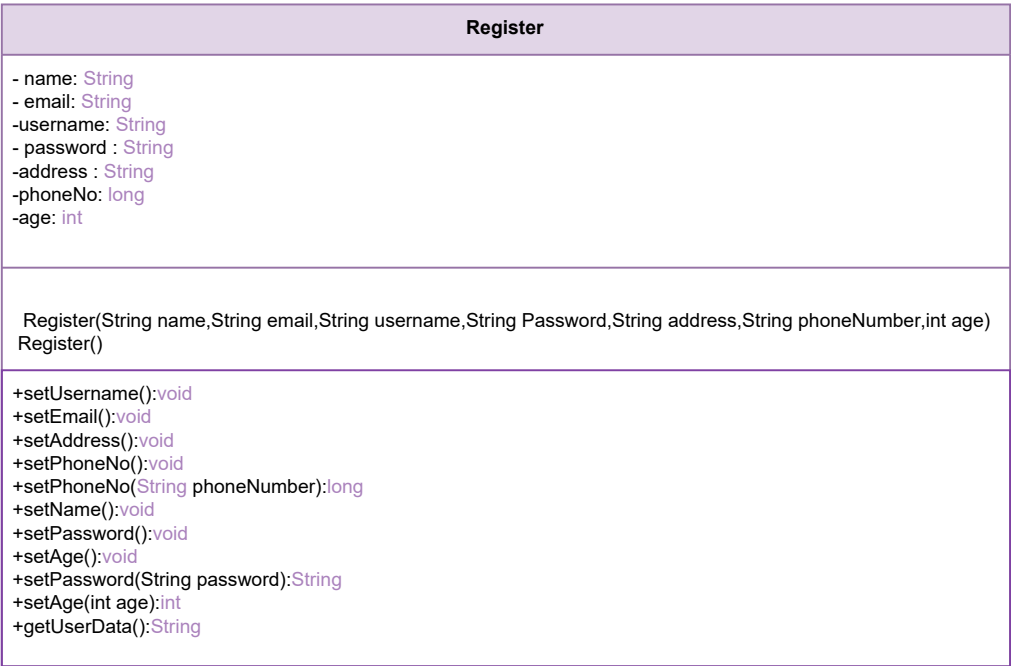 Register
- name: String
- email: String
-username: String
- password : String
-address : String
-phoneNo: long
-age: int
Register(String name,String email,String username,String Password,String address,String phoneNumber,int age)
Register()
+setUsername():void
+setEmail():void
+setAddress():void
+setPhoneNo():void
+setPhoneNo(String phoneNumber):long
+setName():void
+setPassword():void
+setAge():void
+setPassword(String password):String
+setAge(int age):int
+getUserData():String